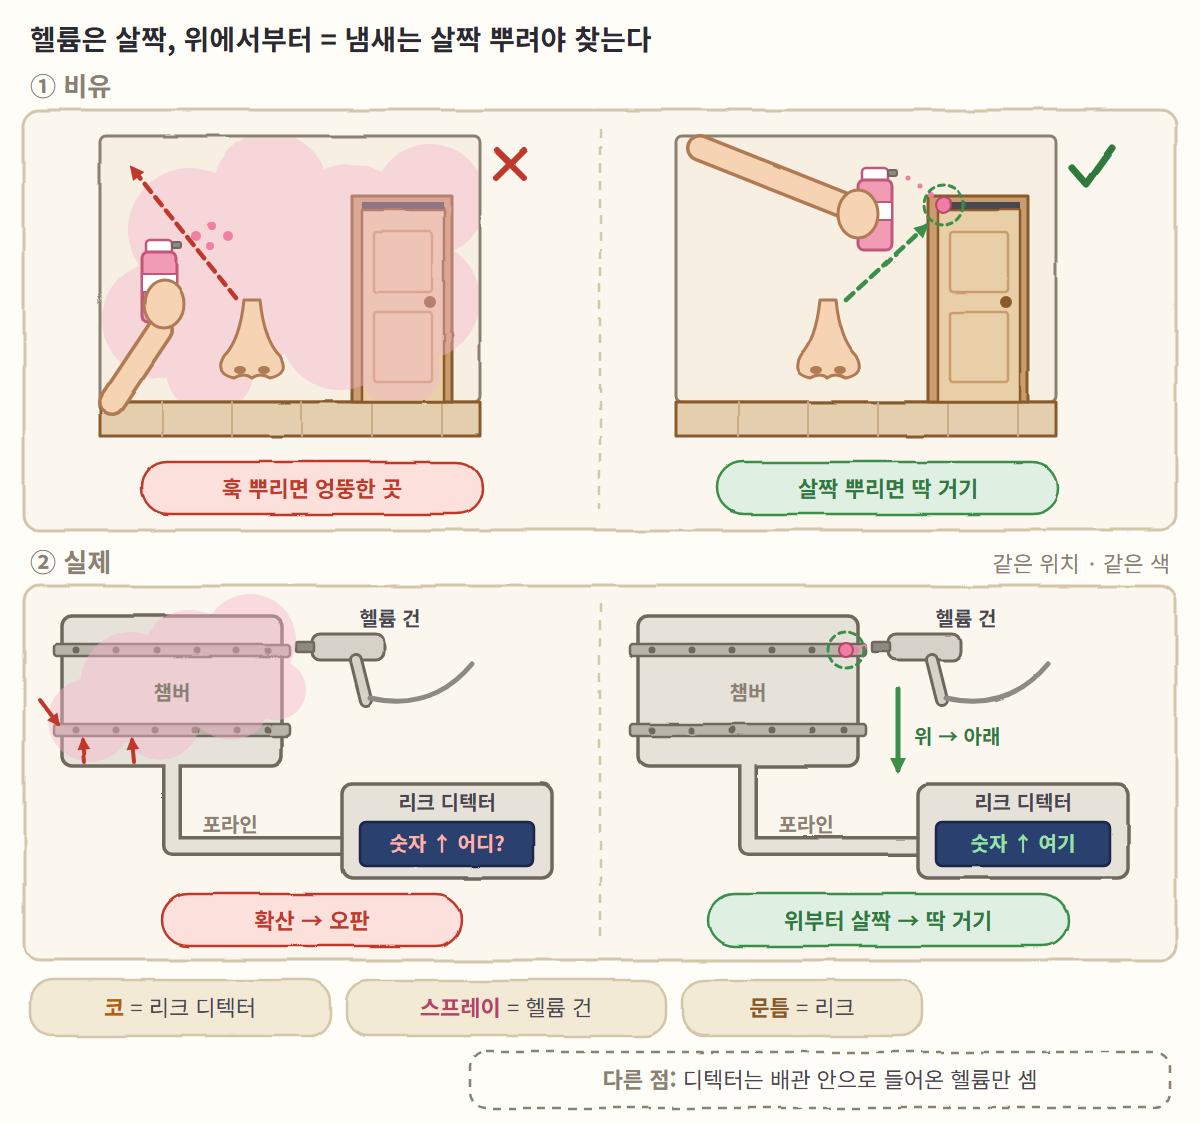 헬륨은 살짝, 위에서부터 = 냄새는 살짝 뿌려야 찾는다
① 비유
훅 뿌리면 엉뚱한 곳
살짝 뿌리면 딱 거기
② 실제
같은 위치 · 같은 색
헬륨 건
챔버
포라인
리크 디텍터
숫자 ↑ 어디?
확산 → 오판
헬륨 건
챔버
위 → 아래
포라인
리크 디텍터
숫자 ↑ 여기
위부터 살짝 → 딱 거기
코 = 리크 디텍터
스프레이 = 헬륨 건
문틈 = 리크
다른 점: 디텍터는 배관 안으로 들어온 헬륨만 셈